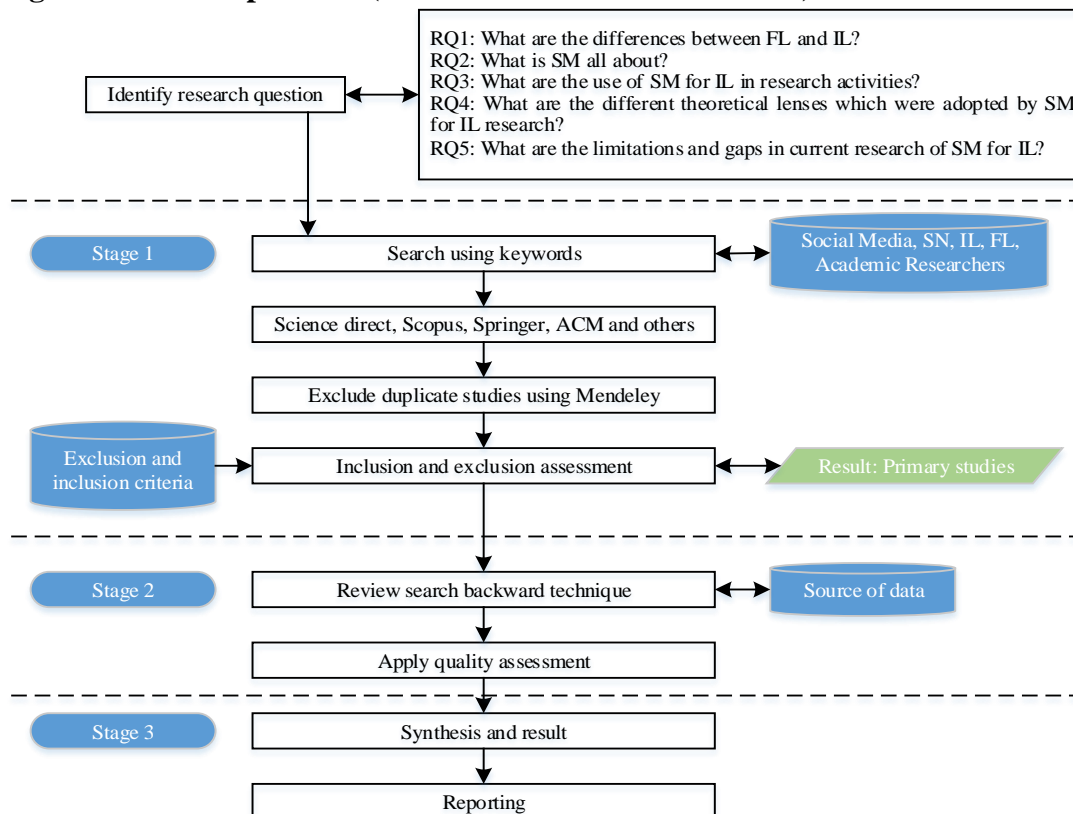 RQ1: What are the differences between FL and IL?
RQ2: What is SM all about?
RQ3: What are the use of SM for IL in research activities?
RQ4: What are the different theoretical lenses which were adopted by SM
for IL research?
RQ5: What are the limitations and gaps in current research of SM for IL?
Identify research question
Stage 1
Search using keywords
Social Media, SN, IL, FL,
Academic Researchers
Science direct, Scopus, Springer, ACM and others
Exclude duplicate studies using Mendeley
Exclusion and
inclusion criteria
Inclusion and exclusion assessment
Result: Primary studies
Stage 2
Review search backward technique
Source of data
Apply quality assessment
Stage 3
Synthesis and result
Reporting